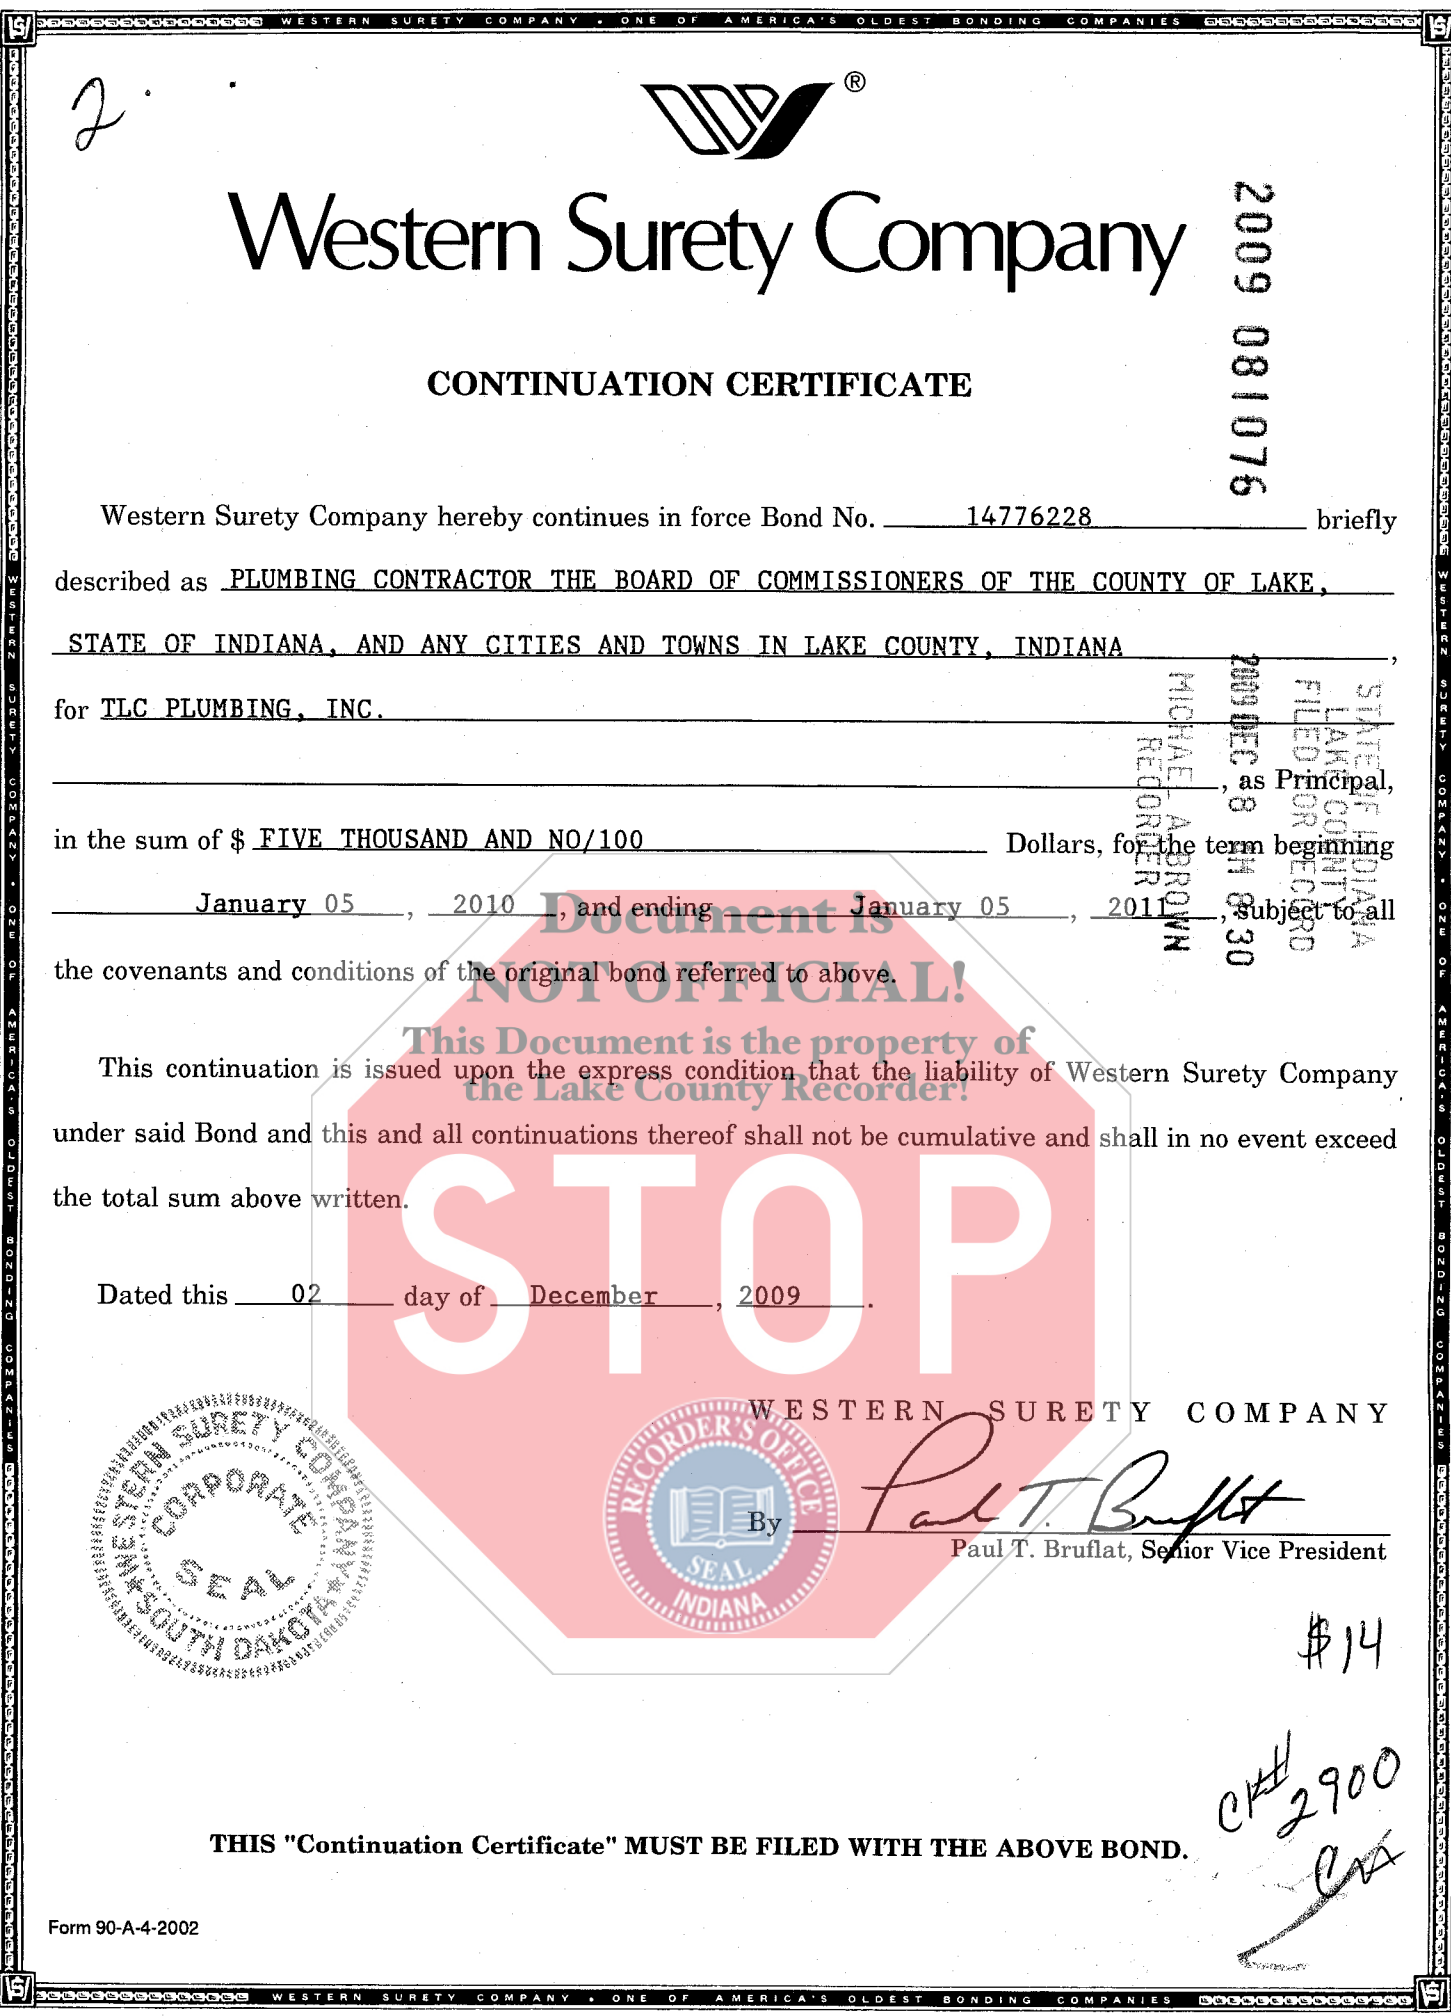 WESTERN SURETY COMPANY • ONE OF AMERICA'S OLDEST BONDING COMPANIES
2.
®
Western Surety Company
2009 081076
CONTINUATION CERTIFICATE
Western Surety Company hereby continues in force Bond No. 14776228 briefly
described as PLUMBING CONTRACTOR THE BOARD OF COMMISSIONERS OF THE COUNTY OF LAKE,
STATE OF INDIANA, AND ANY CITIES AND TOWNS IN LAKE COUNTY, INDIANA,
for TLC PLUMBING, INC.
, as Principal,
in the sum of $ FIVE THOUSAND AND NO/100 Dollars, for the term beginning
January 05, 2010, and ending January 05, 2011, subject to all
the covenants and conditions of the original bond referred to above.
STATE OF INDIANA
LAKE COUNTY
FILED FOR RECORD
2009 DEC 8 AM 8:30
MICHAEL A. BROWN
RECORDER
Document is
NOT OFFICIAL!
This Document is the property of
the Lake County Recorder!
This continuation is issued upon the express condition that the liability of Western Surety Company
under said Bond and this and all continuations thereof shall not be cumulative and shall in no event exceed
the total sum above written.
STOP
Dated this 02 day of December, 2009.
WESTERN SURETY COMPANY
By Paul T. Bruflat
Paul T. Bruflat, Senior Vice President
WESTERN SURETY COMPANY
CORPORATE
SEAL
SOUTH DAKOTA
RECORDER'S OFFICE
SEAL
INDIANA
$14
CK# 2900
THIS "Continuation Certificate" MUST BE FILED WITH THE ABOVE BOND.
Form 90-A-4-2002
WESTERN SURETY COMPANY • ONE OF AMERICA'S OLDEST BONDING COMPANIES